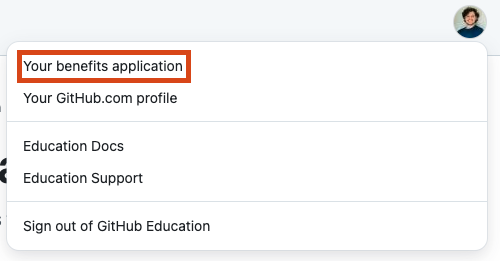 Your benefits application
Your GitHub.com profile
Education Docs
Education Support
Sign out of GitHub Education